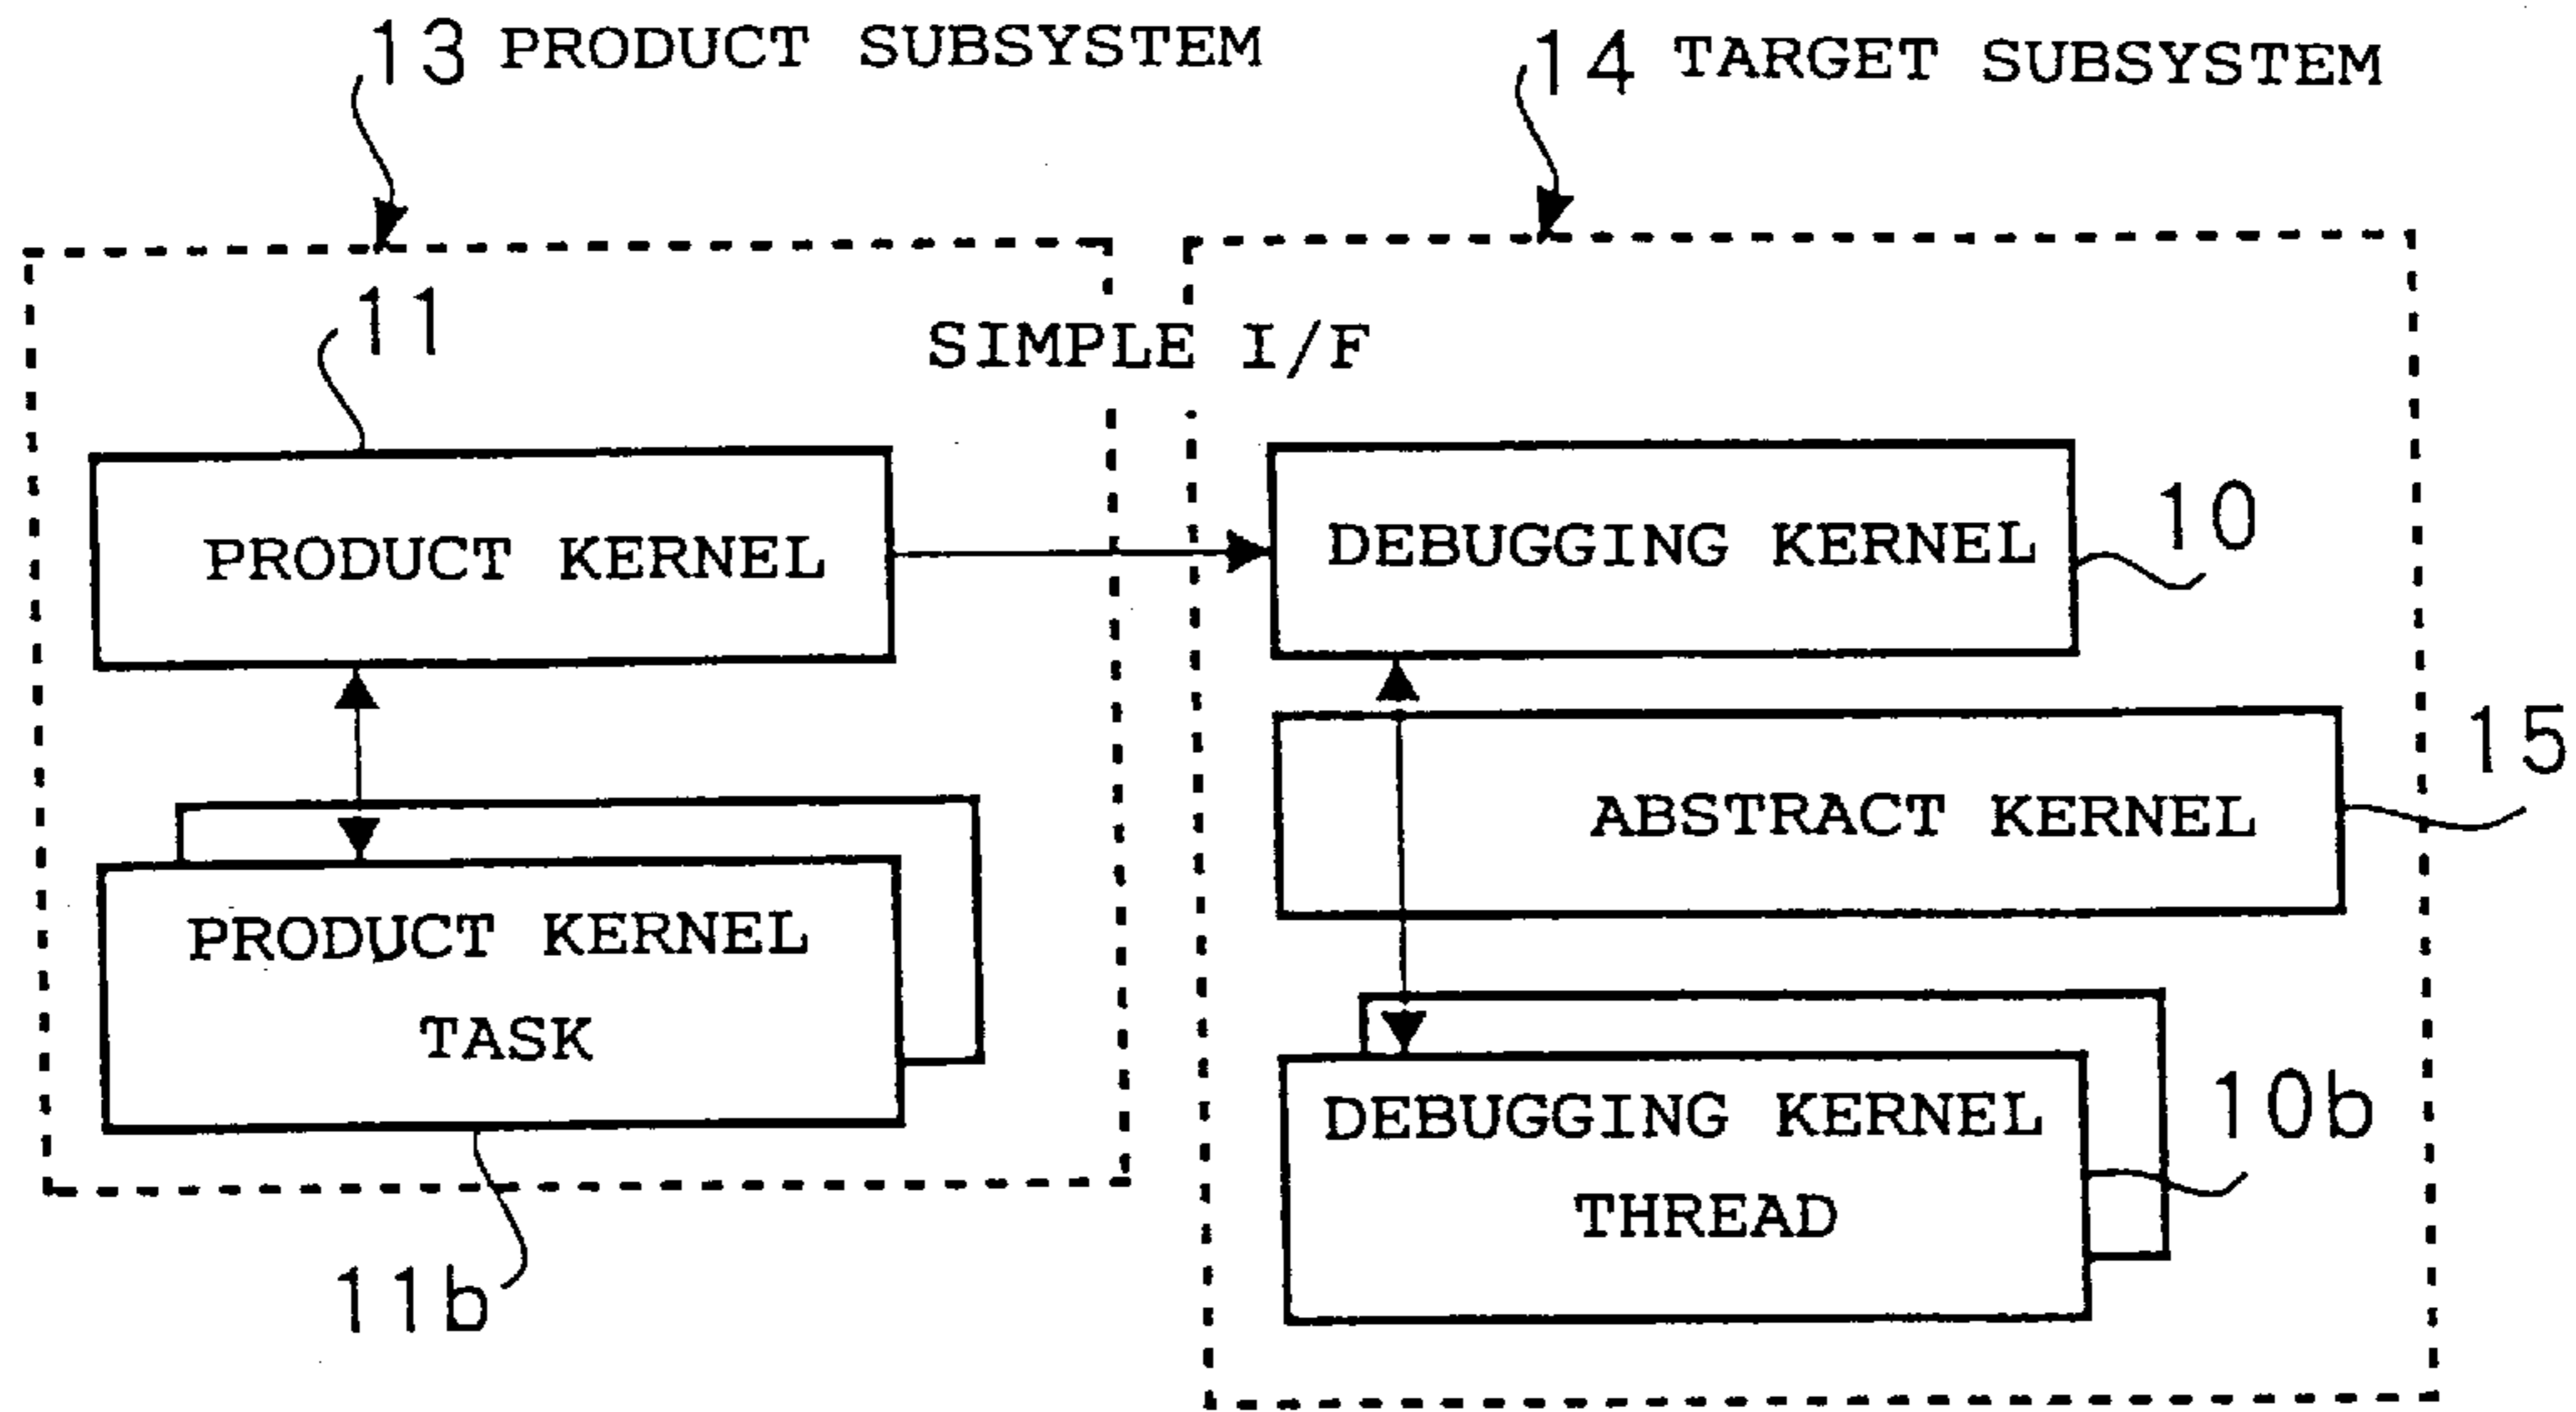 13 PRODUCT SUBSYSTEM
14 TARGET SUBSYSTEM
11
SIMPLE I/F
PRODUCT KERNEL
DEBUGGING KERNEL
10
ABSTRACT KERNEL
15
PRODUCT KERNEL
TASK
DEBUGGING KERNEL
THREAD
10b
11b